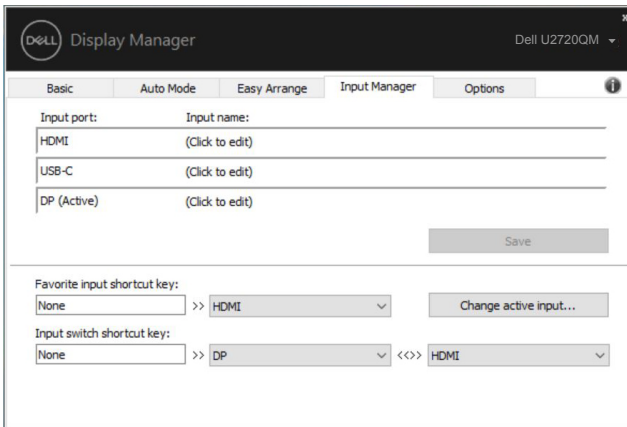 DELL Display Manager Dell U2720QM
Basic Auto Mode Easy Arrange Input Manager Options
Input port: Input name:
HDMI (Click to edit)
USB-C (Click to edit)
DP (Active) (Click to edit)
Save
Favorite input shortcut key:
None >> HDMI Change active input...
Input switch shortcut key:
None >> DP <<>> HDMI